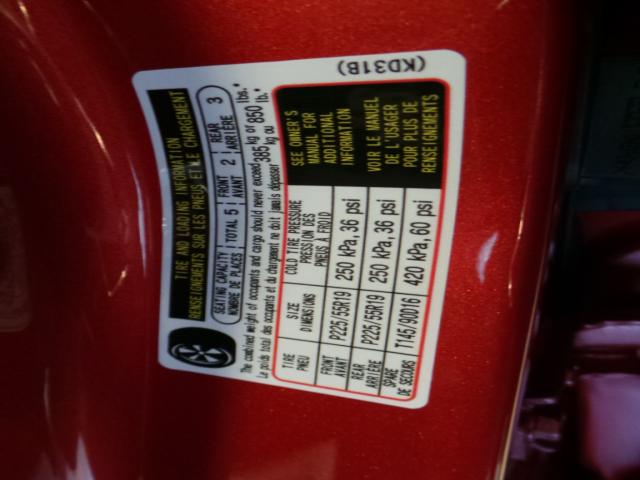 TIRE AND LOADING INFORMATION
RENSEIGNEMENTS SUR LES PNEUS ET LE CHARGEMENT
SEATING CAPACITY | TOTAL 5 | FRONT 2 | REAR 3
NOMBRE DE PLACES | AVANT | ARRIÈRE
The combined weight of occupants and cargo should never exceed 385 kg or 850 lbs.
Le poids total des occupants et du chargement ne doit jamais dépasser kg ou lb.
TIRE PNEU | SIZE DIMENSIONS | COLD TIRE PRESSURE PRESSION DES PNEUS A FROID
FRONT AVANT | P225/55R19 | 250 kPa, 36 psi
REAR ARRIÈRE | P225/55R19 | 250 kPa, 36 psi
SPARE DE SECOURS | T145/90D16 | 420 kPa, 60 psi
SEE OWNER'S
MANUAL FOR
ADDITIONAL
INFORMATION
VOIR LE MANUEL
DE L'USAGER
POUR PLUS DE
RENSEIGNEMENTS
(KD31B)